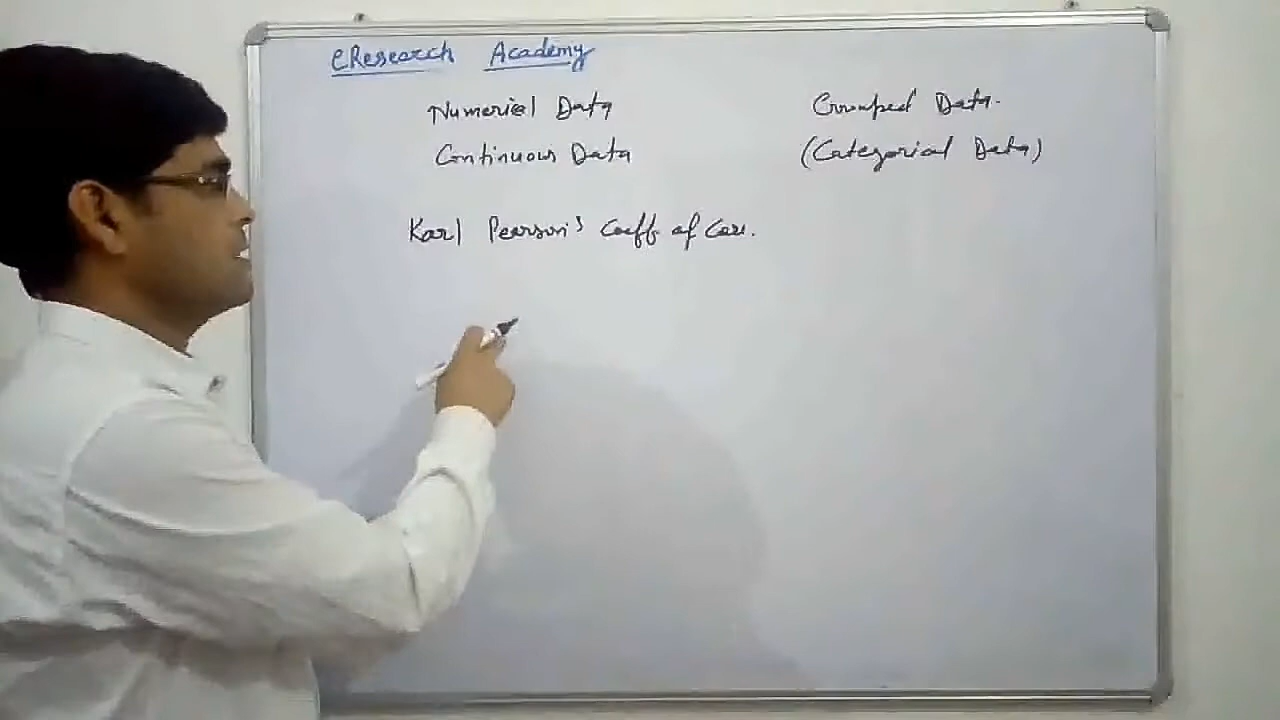 eResearch Academy
Numerical Data
Continuous Data
Grouped Data.
(Categorial Data)
Karl Pearson's Coeff of Corr.